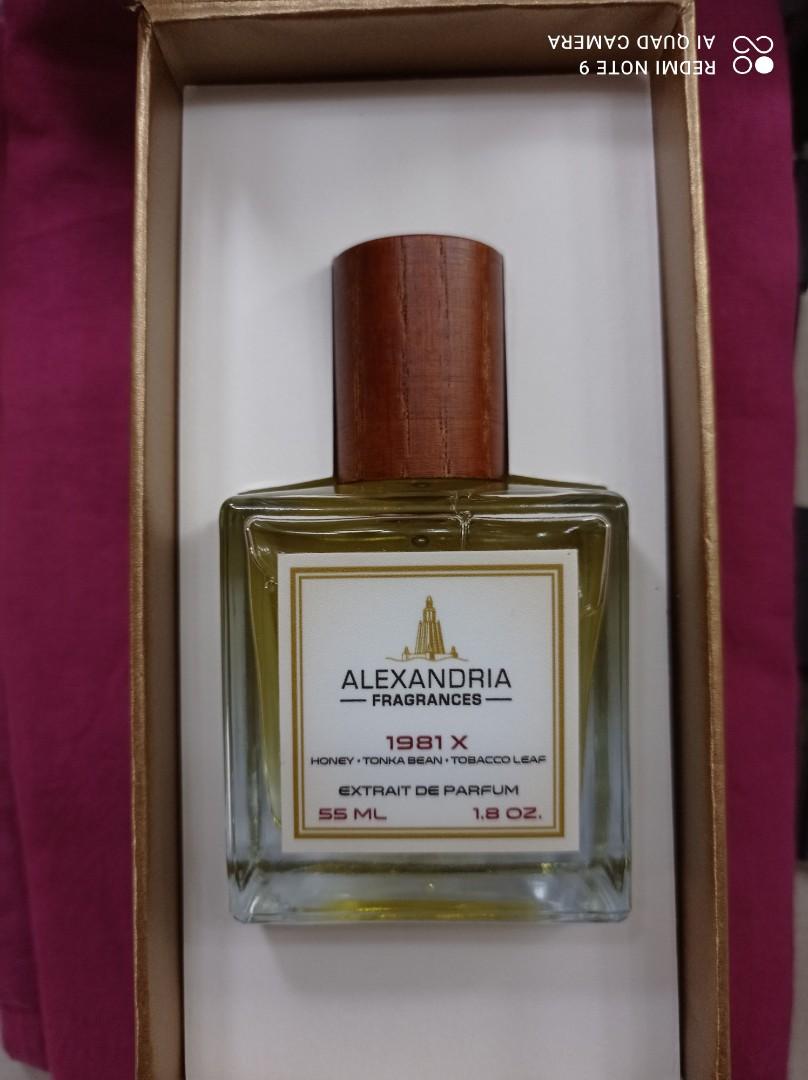 REDMI NOTE 9
AI QUAD CAMERA
ALEXANDRIA
FRAGRANCES
1981 X
HONEY • TONKA BEAN • TOBACCO LEAF
EXTRAIT DE PARFUM
55 ML 1.8 OZ.